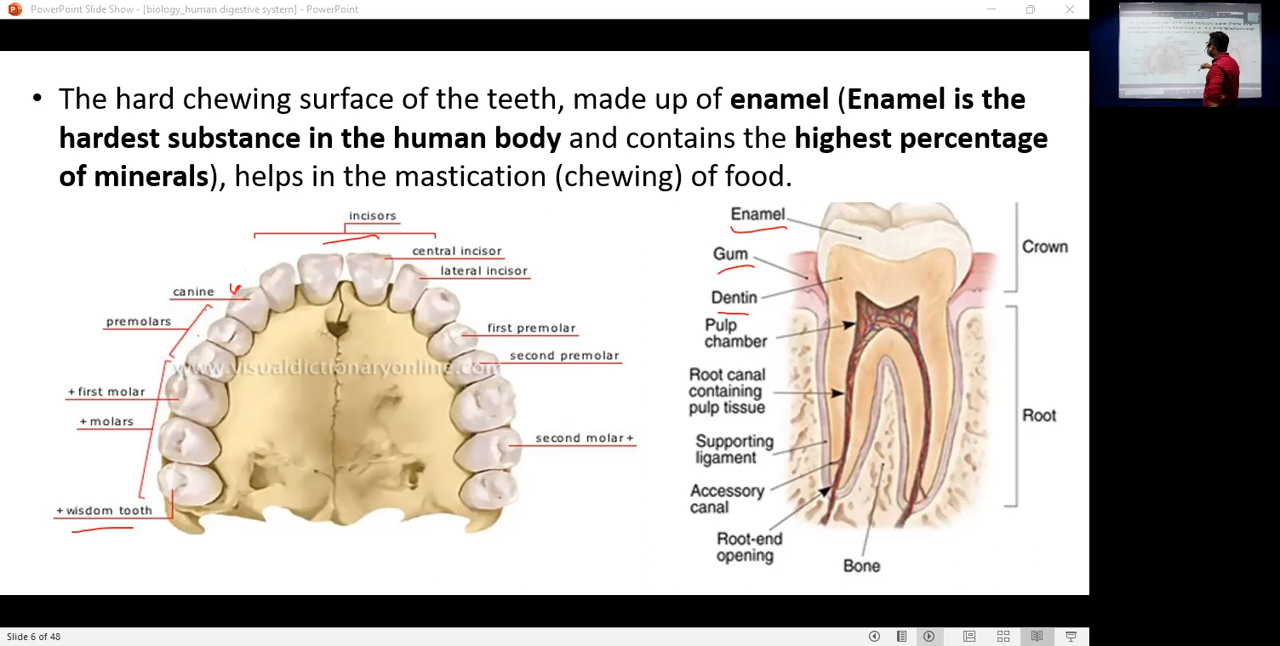 PowerPoint Slide Show - [biology_human digestive system] - PowerPoint
• The hard chewing surface of the teeth, made up of enamel (Enamel is the
hardest substance in the human body and contains the highest percentage
of minerals), helps in the mastication (chewing) of food.
incisors
central incisor
lateral incisor
canine
premolars
first premolar
second premolar
www.visualdictionaryonline.com
+ first molar
+ molars
second molar +
+ wisdom tooth
Enamel
Gum
Dentin
Pulp
chamber
Root canal
containing
pulp tissue
Supporting
ligament
Accessory
canal
Root-end
opening
Bone
Crown
Root
Slide 6 of 48